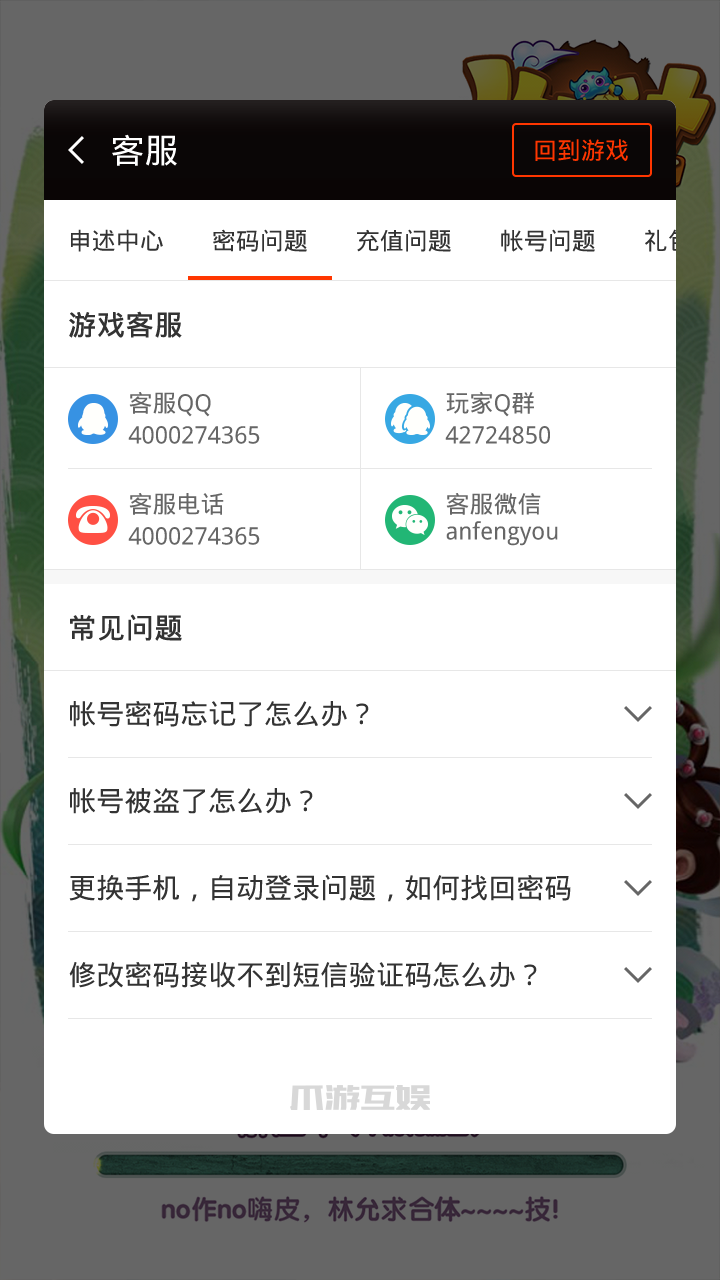 客服
回到游戏
申述中心 密码问题 充值问题 帐号问题 礼
游戏客服
客服QQ
4000274365
玩家Q群
42724850
客服电话
4000274365
客服微信
anfengyou
常见问题
帐号密码忘记了怎么办？
帐号被盗了怎么办？
更换手机，自动登录问题，如何找回密码
修改密码接收不到短信验证码怎么办？
爪游互娱
no作no嗨皮，林允求合体~~~~技!